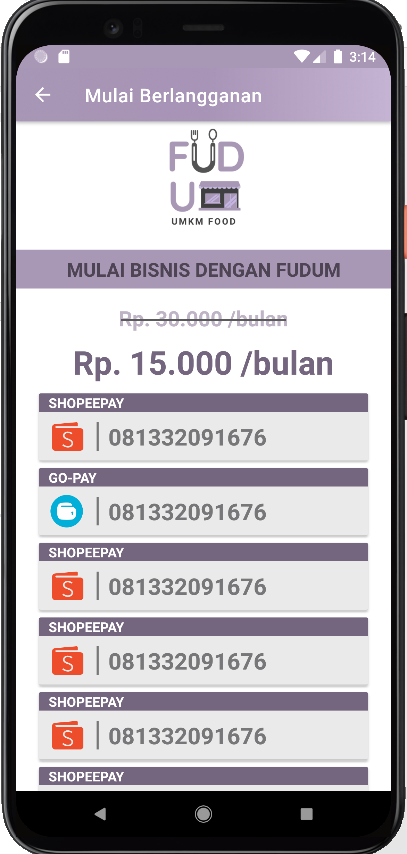 3:14
Mulai Berlangganan
FUD
U
UMKM FOOD
MULAI BISNIS DENGAN FUDUM
Rp. 30.000 /bulan
Rp. 15.000 /bulan
SHOPEEPAY
S | 081332091676
GO-PAY
| 081332091676
SHOPEEPAY
S | 081332091676
SHOPEEPAY
S | 081332091676
SHOPEEPAY
S | 081332091676
SHOPEEPAY